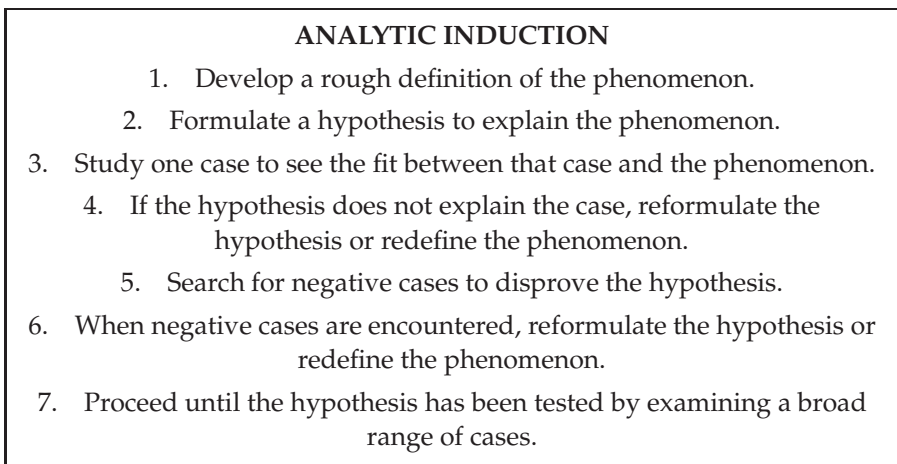 ANALYTIC INDUCTION
1. Develop a rough definition of the phenomenon.
2. Formulate a hypothesis to explain the phenomenon.
3. Study one case to see the fit between that case and the phenomenon.
4. If the hypothesis does not explain the case, reformulate the
hypothesis or redefine the phenomenon.
5. Search for negative cases to disprove the hypothesis.
6. When negative cases are encountered, reformulate the hypothesis or
redefine the phenomenon.
7. Proceed until the hypothesis has been tested by examining a broad
range of cases.